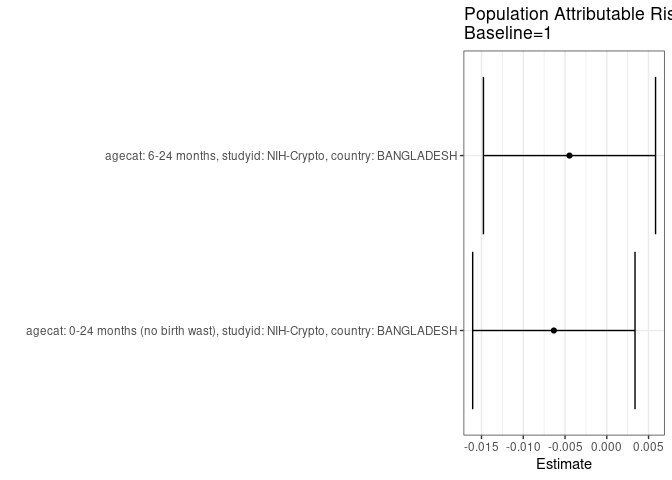 Population Attributable Ris
Baseline=1
agecat: 6-24 months, studyid: NIH-Crypto, country: BANGLADESH
agecat: 0-24 months (no birth wast), studyid: NIH-Crypto, country: BANGLADESH
-0.015 -0.010 -0.005 0.000 0.005
Estimate